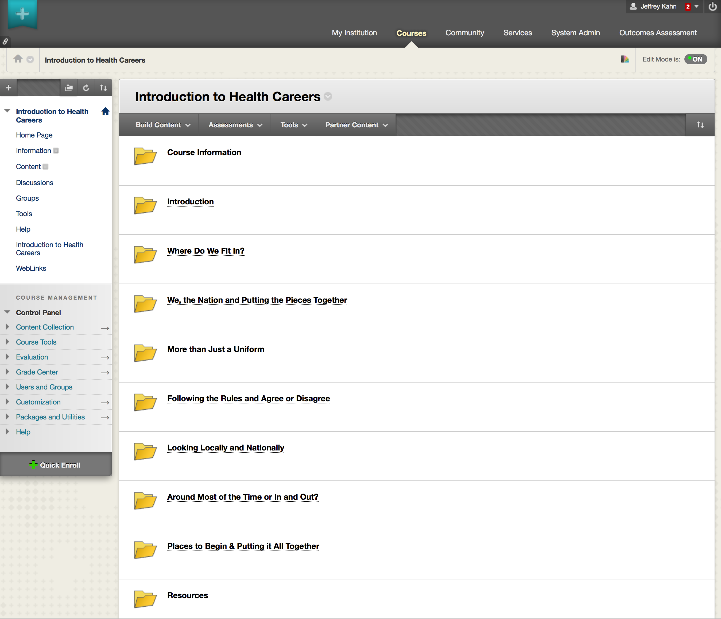 Jeffrey Kahn 2
My Institution Courses Community Services System Admin Outcomes Assessment
Introduction to Health Careers
Edit Mode is: ON
Introduction to Health Careers
Home Page
Information
Content
Discussions
Groups
Tools
Help
Introduction to Health Careers
WebLinks
COURSE MANAGEMENT
Control Panel
Content Collection
Course Tools
Evaluation
Grade Center
Users and Groups
Customization
Packages and Utilities
Help
Quick Enroll
Introduction to Health Careers
Build Content Assessments Tools Partner Content
Course Information
Introduction
Where Do We Fit In?
We, the Nation and Putting the Pieces Together
More than Just a Uniform
Following the Rules and Agree or Disagree
Looking Locally and Nationally
Around Most of the Time or In and Out?
Places to Begin & Putting it All Together
Resources